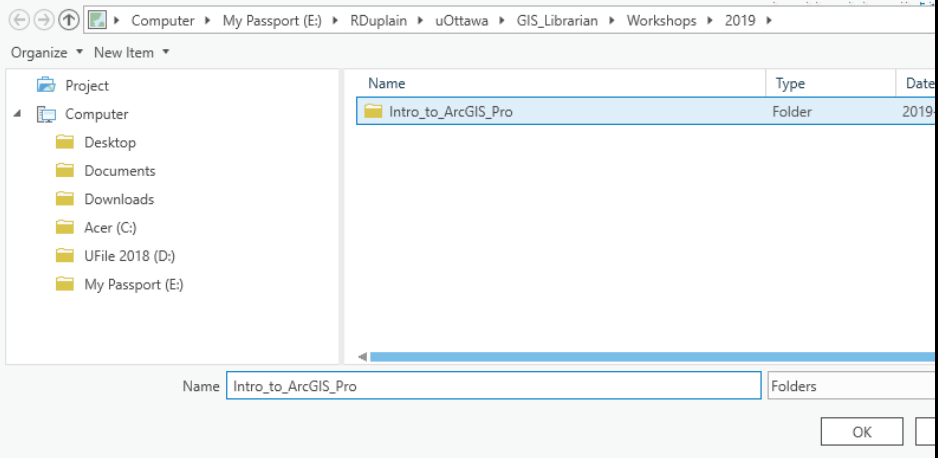 Computer My Passport (E:) RDuplain uOttawa GIS_Librarian Workshops 2019
Organize New Item
Project
Computer
Desktop
Documents
Downloads
Acer (C:)
UFile 2018 (D:)
My Passport (E:)
Name Type Date
Intro_to_ArcGIS_Pro Folder 2019-
Name Intro_to_ArcGIS_Pro Folders
OK